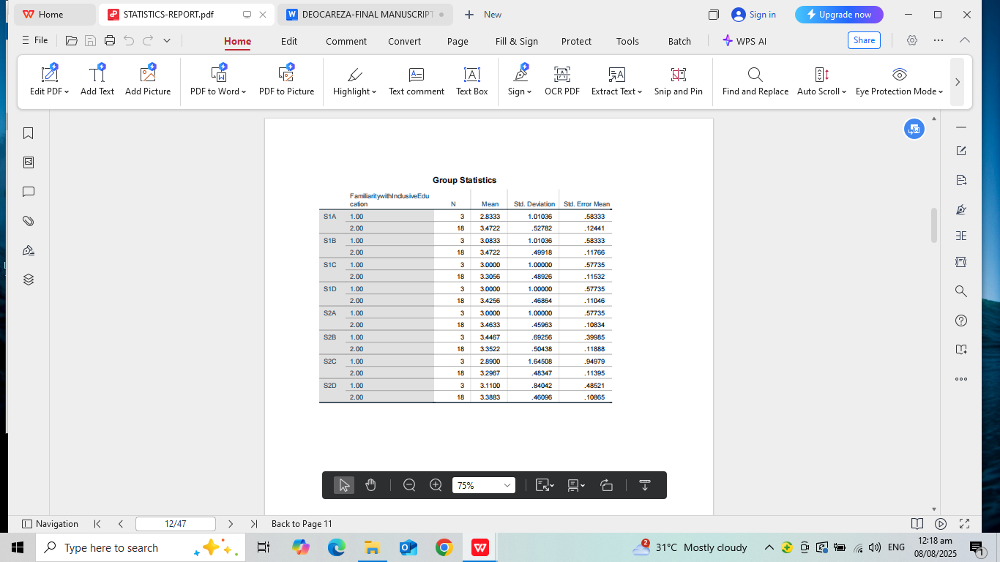 Home
STATISTICS-REPORT.pdf
DEOCAREZA-FINAL MANUSCRIPT
New
Sign in
Upgrade now
File
Home Edit Comment Convert Page Fill & Sign Protect Tools Batch WPS AI
Share
Edit PDF Add Text Add Picture PDF to Word PDF to Picture Highlight Text comment Text Box Sign OCR PDF Extract Text Snip and Pin Find and Replace Auto Scroll Eye Protection Mode
Group Statistics
FamiliaritywithInclusiveEdu
cation N Mean Std. Deviation Std. Error Mean
S1A 1.00 3 2.8333 1.01036 .58333
2.00 18 3.4722 .52782 .12441
S1B 1.00 3 3.0833 1.01036 .58333
2.00 18 3.4722 .49918 .11766
S1C 1.00 3 3.0000 1.00000 .57735
2.00 18 3.3056 .48926 .11532
S1D 1.00 3 3.0000 1.00000 .57735
2.00 18 3.4256 .46864 .11046
S2A 1.00 3 3.0000 1.00000 .57735
2.00 18 3.4633 .45963 .10834
S2B 1.00 3 3.4467 .69256 .39985
2.00 18 3.3522 .50438 .11888
S2C 1.00 3 2.8900 1.64508 .94979
2.00 18 3.2967 .48347 .11395
S2D 1.00 3 3.1100 .84042 .48521
2.00 18 3.3883 .46096 .10865
75%
Navigation 12/47 Back to Page 11
Type here to search
2
31°C Mostly cloudy
ENG
12:18 am
08/08/2025
1